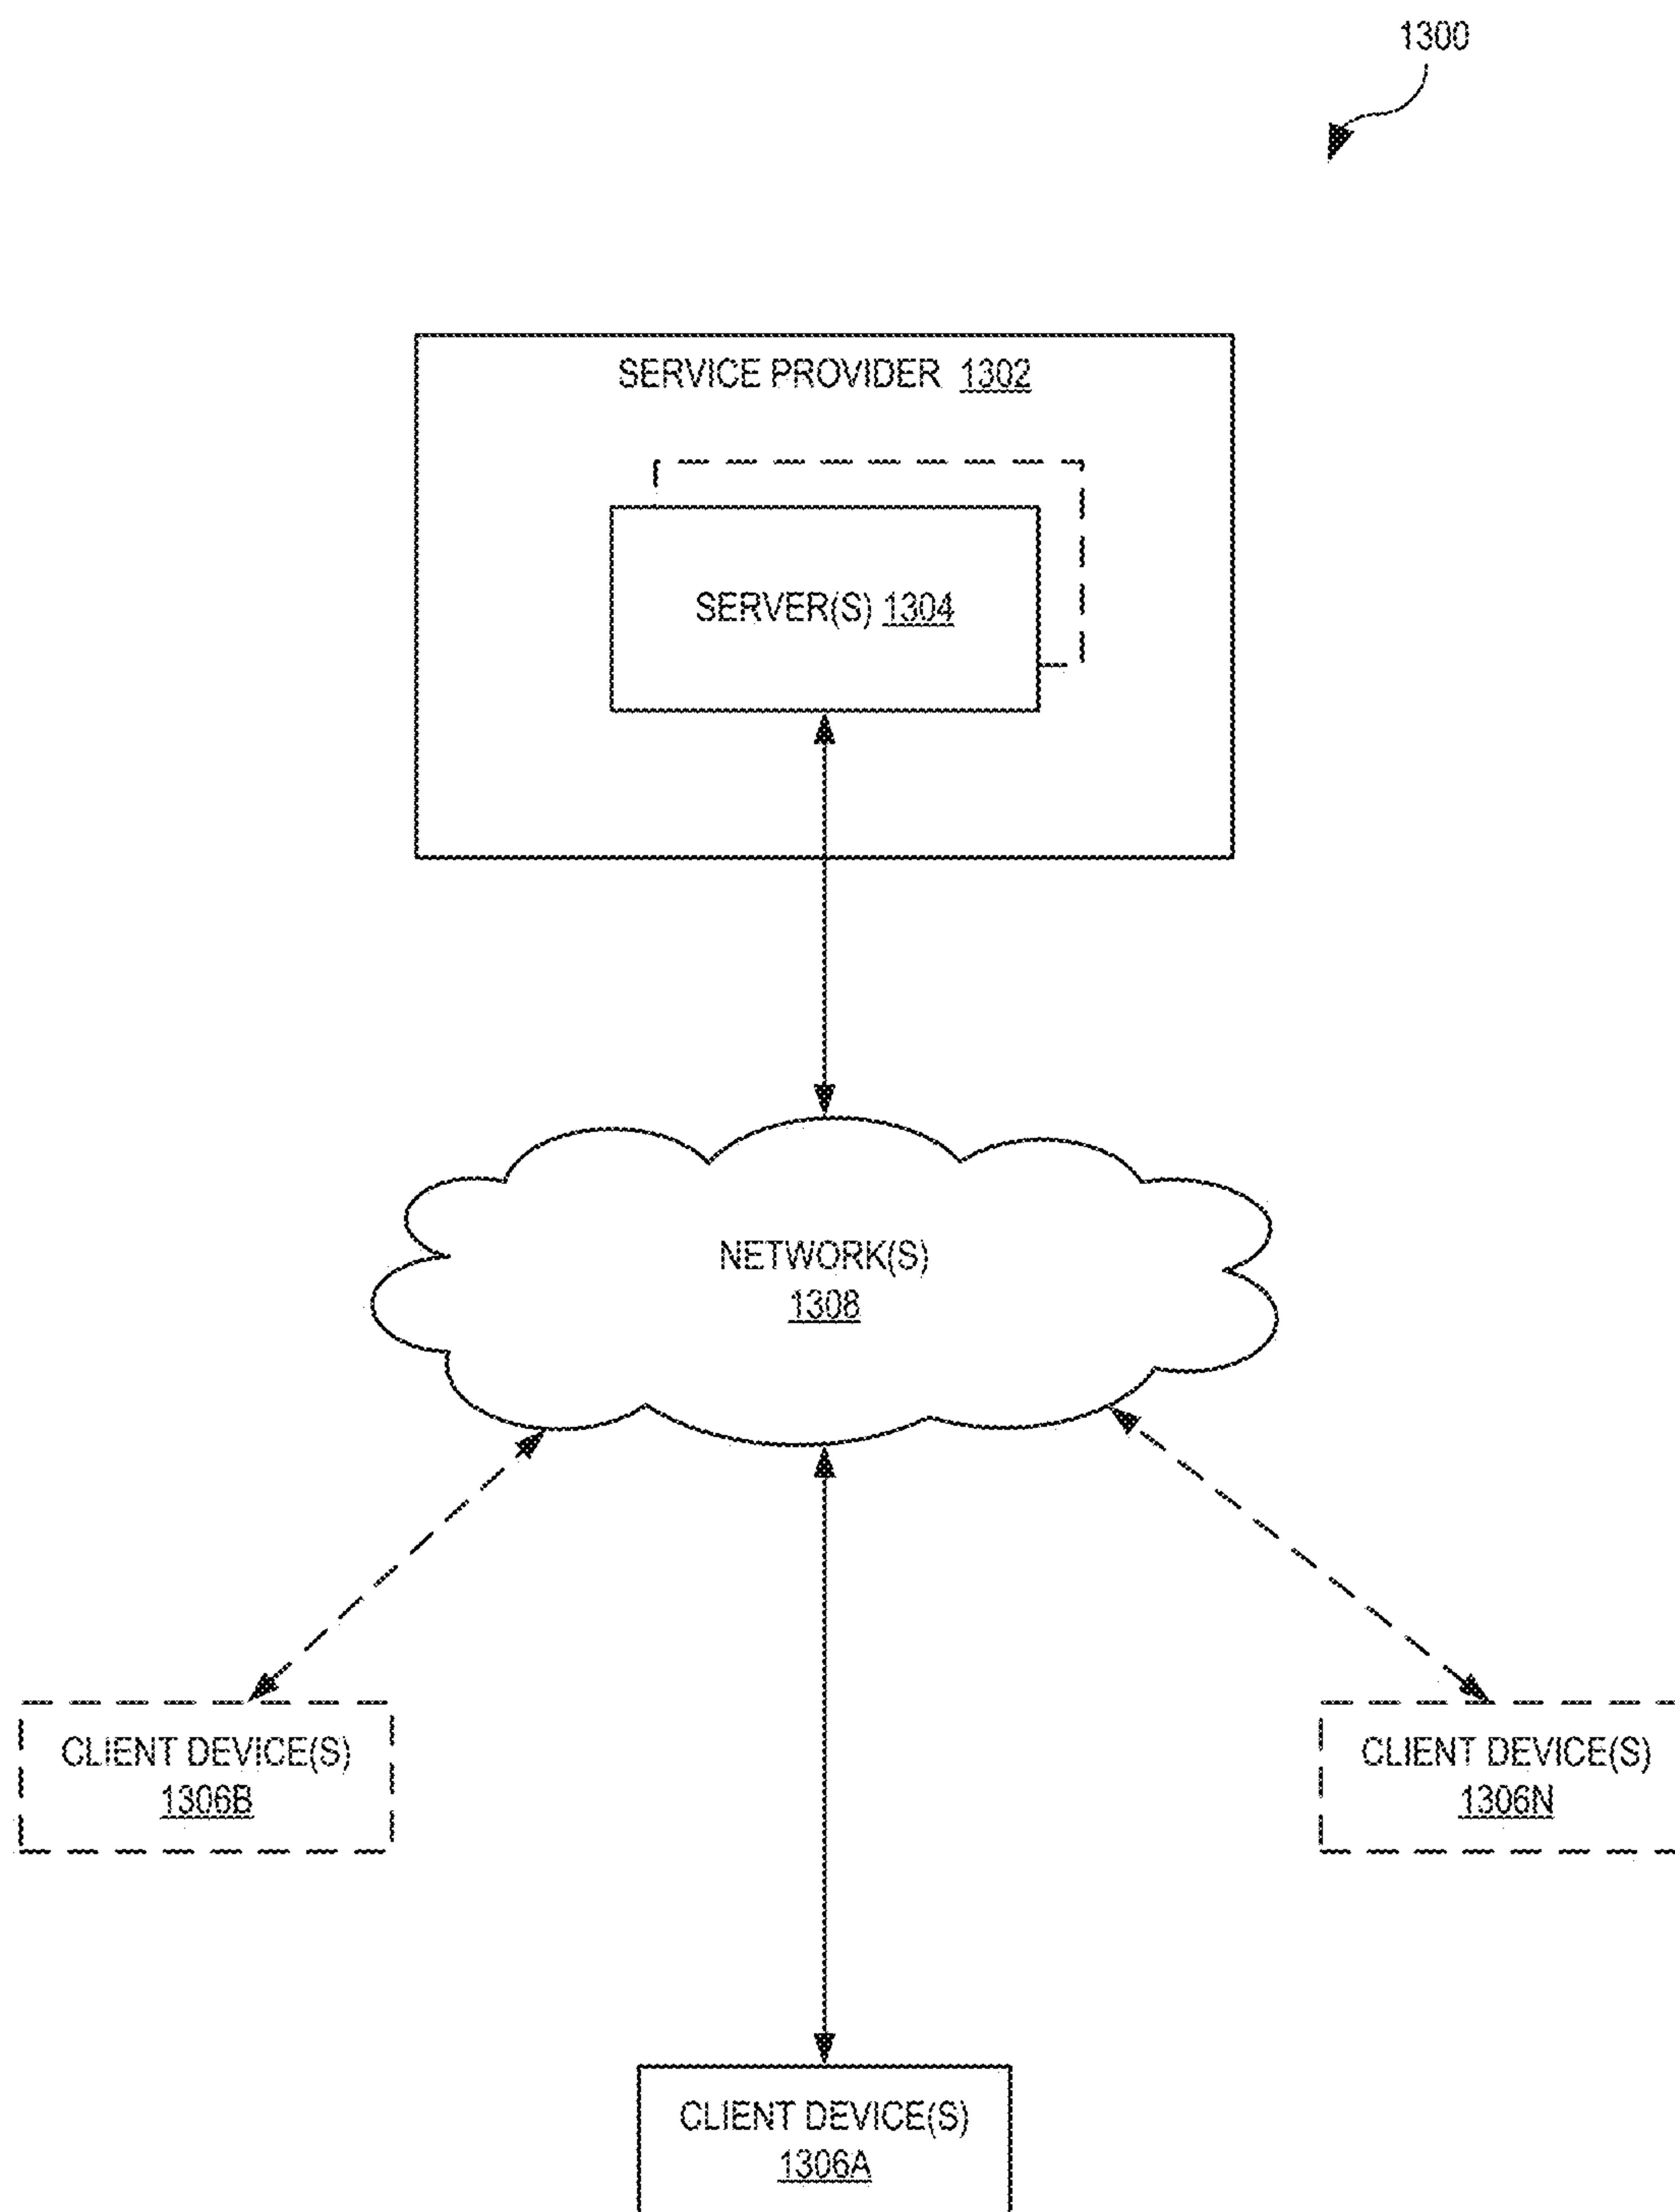 1300
SERVICE PROVIDER 1302
SERVER(S) 1304
NETWORK(S)
1308
CLIENT DEVICE(S)
1306B
CLIENT DEVICE(S)
1306N
CLIENT DEVICE(S)
1306A